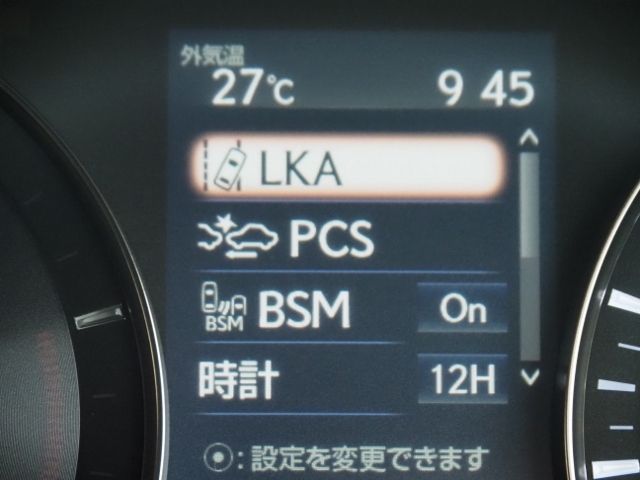 外気温
27℃ 9 45
LKA
PCS
BSM BSM On
時計 12H
⦿:設定を変更できます